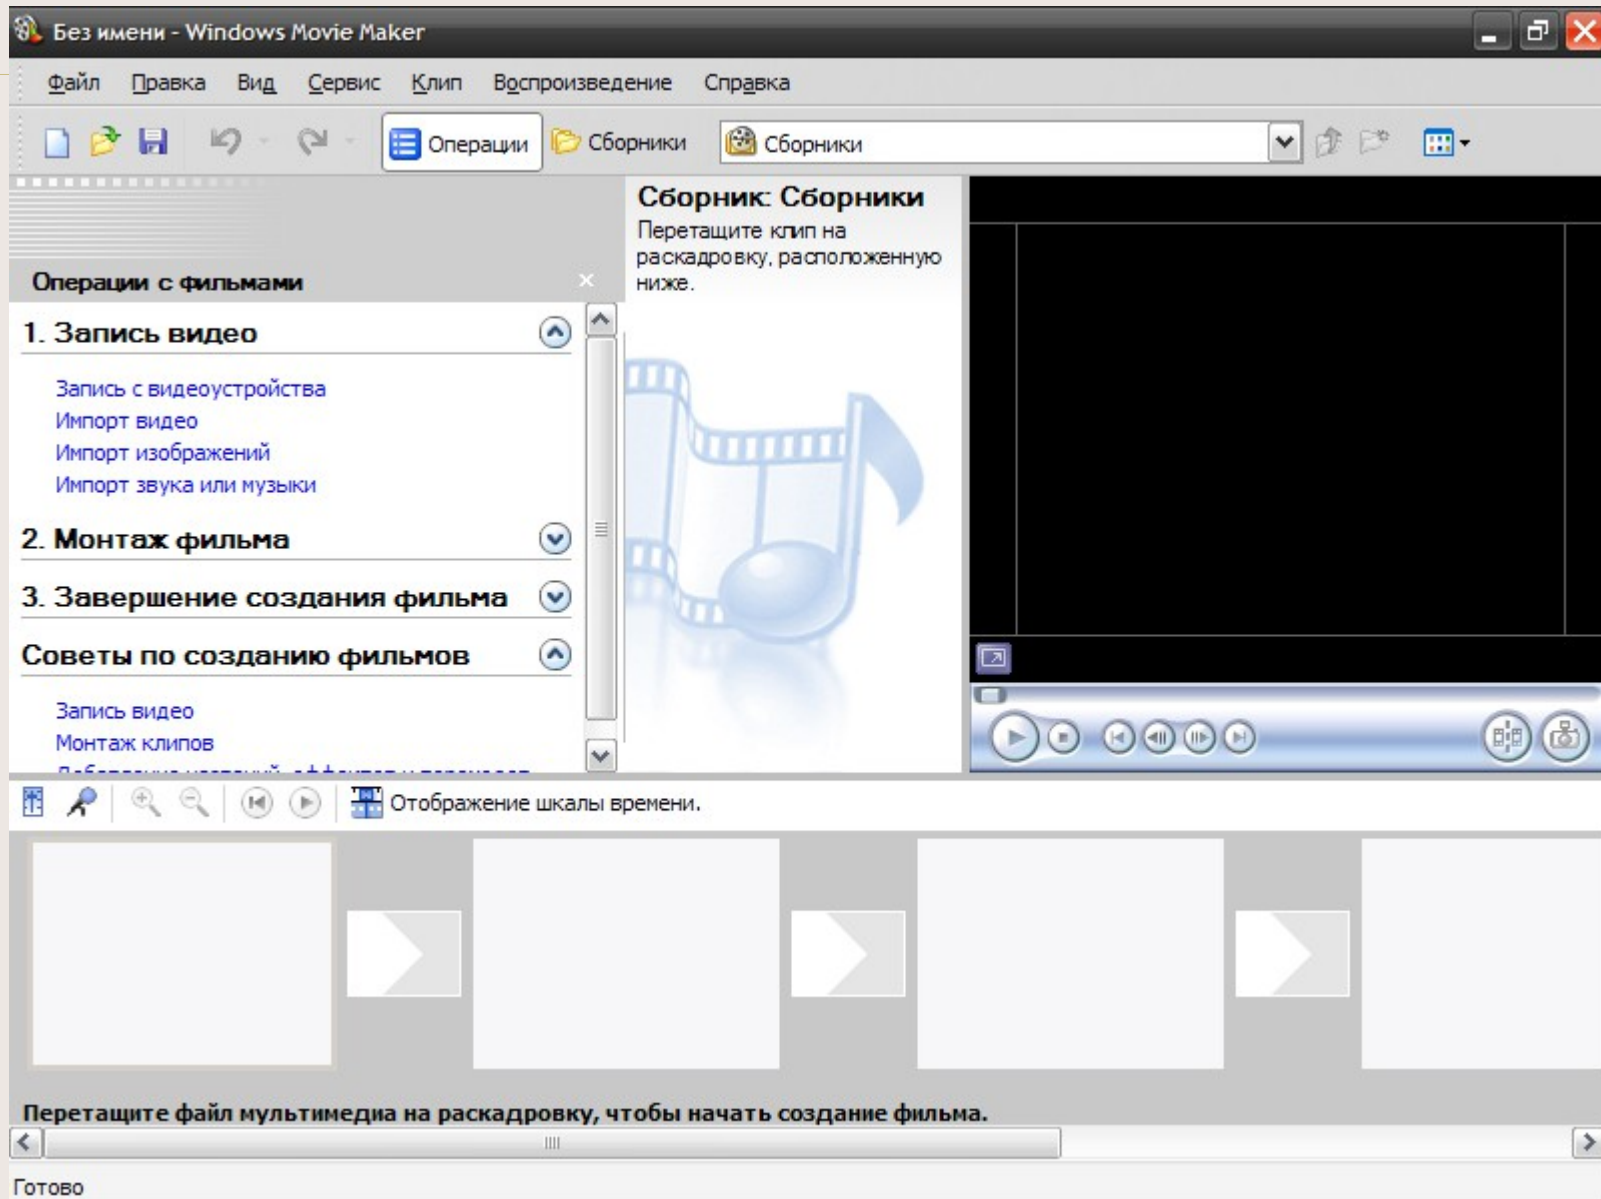 Без имени - Windows Movie Maker
Файл Правка Вид Сервис Клип Воспроизведение Справка
Операции Сборники Сборники
Операции с фильмами
1. Запись видео
Запись с видеоустройства
Импорт видео
Импорт изображений
Импорт звука или музыки
2. Монтаж фильма
3. Завершение создания фильма
Советы по созданию фильмов
Запись видео
Монтаж клипов
Сборник: Сборники
Перетащите клип на
раскадровку, расположенную
ниже.
Отображение шкалы времени.
Перетащите файл мультимедиа на раскадровку, чтобы начать создание фильма.
Готово